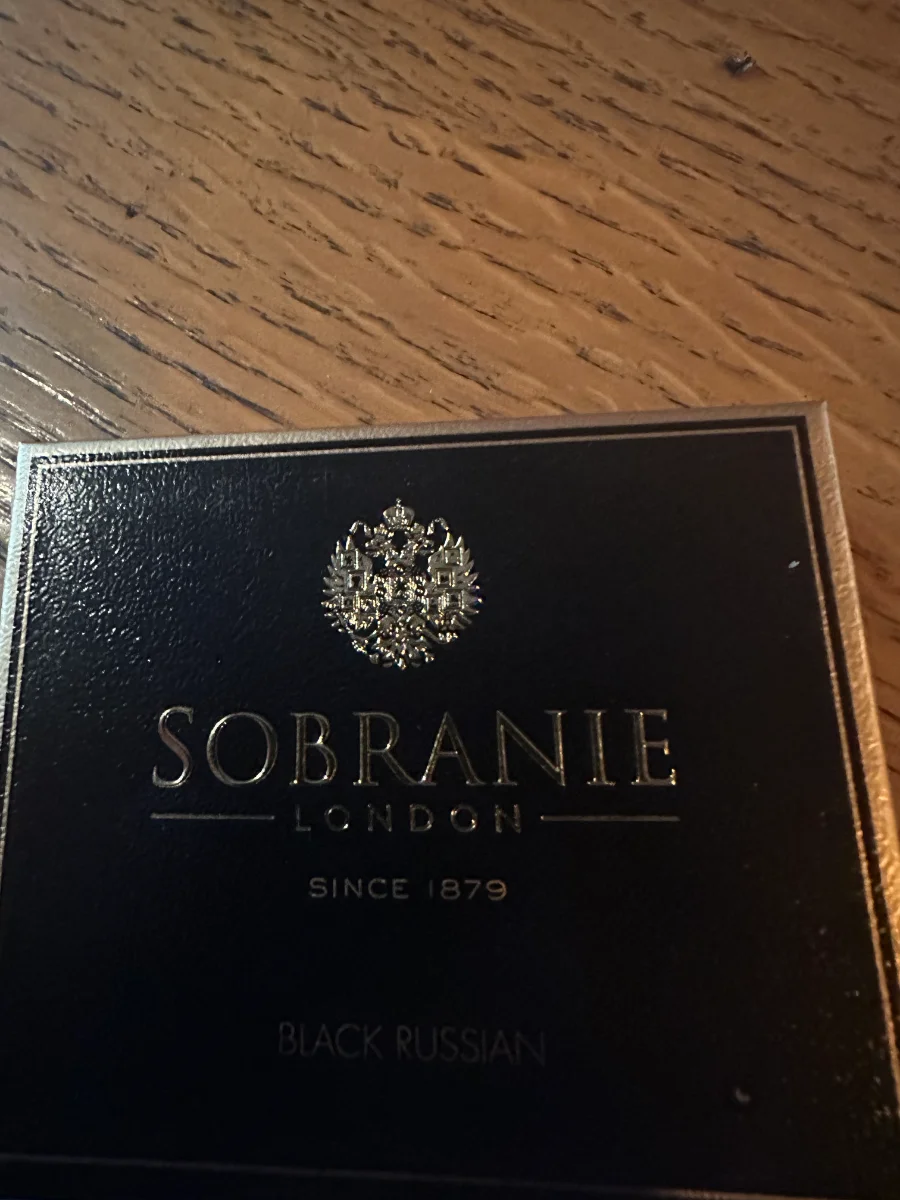 SOBRANIE
LONDON
SINCE 1879
BLACK RUSSIAN